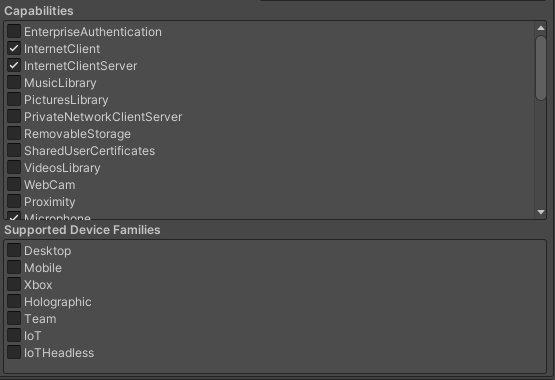 Capabilities
EnterpriseAuthentication
InternetClient
InternetClientServer
MusicLibrary
PicturesLibrary
PrivateNetworkClientServer
RemovableStorage
SharedUserCertificates
VideosLibrary
WebCam
Proximity
Microphone
Supported Device Families
Desktop
Mobile
Xbox
Holographic
Team
IoT
IoTHeadless